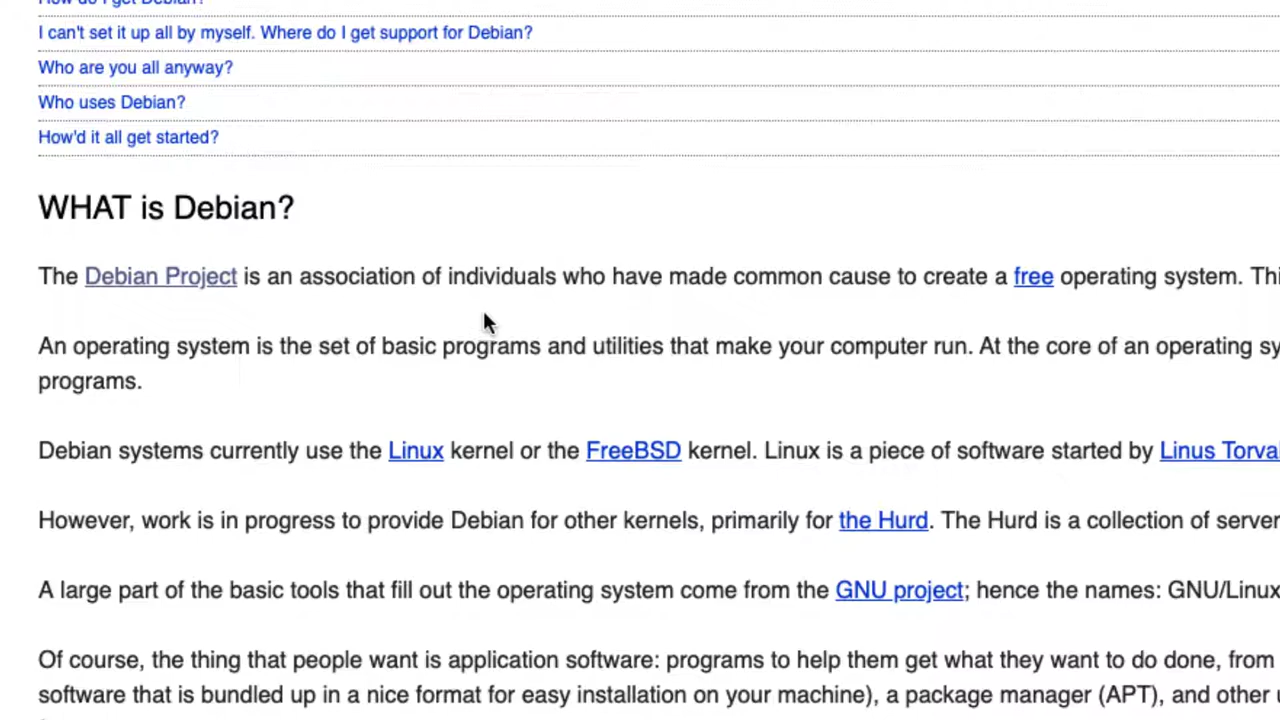 How do I get Debian?
I can't set it up all by myself. Where do I get support for Debian?
Who are you all anyway?
Who uses Debian?
How'd it all get started?
WHAT is Debian?
The Debian Project is an association of individuals who have made common cause to create a free operating system. Thi
An operating system is the set of basic programs and utilities that make your computer run. At the core of an operating sy
programs.
Debian systems currently use the Linux kernel or the FreeBSD kernel. Linux is a piece of software started by Linus Torval
However, work is in progress to provide Debian for other kernels, primarily for the Hurd. The Hurd is a collection of server
A large part of the basic tools that fill out the operating system come from the GNU project; hence the names: GNU/Linux
Of course, the thing that people want is application software: programs to help them get what they want to do done, from
software that is bundled up in a nice format for easy installation on your machine), a package manager (APT), and other